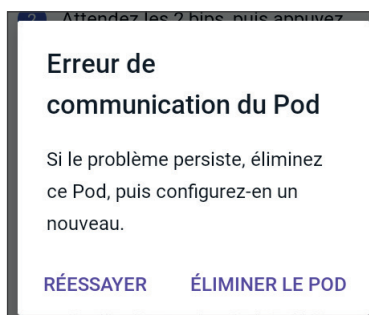 2 Attendez les 2 bips, puis appuyez
Erreur de
communication du Pod
Si le problème persiste, éliminez
ce Pod, puis configurez-en un
nouveau.
RÉESSAYER ÉLIMINER LE POD